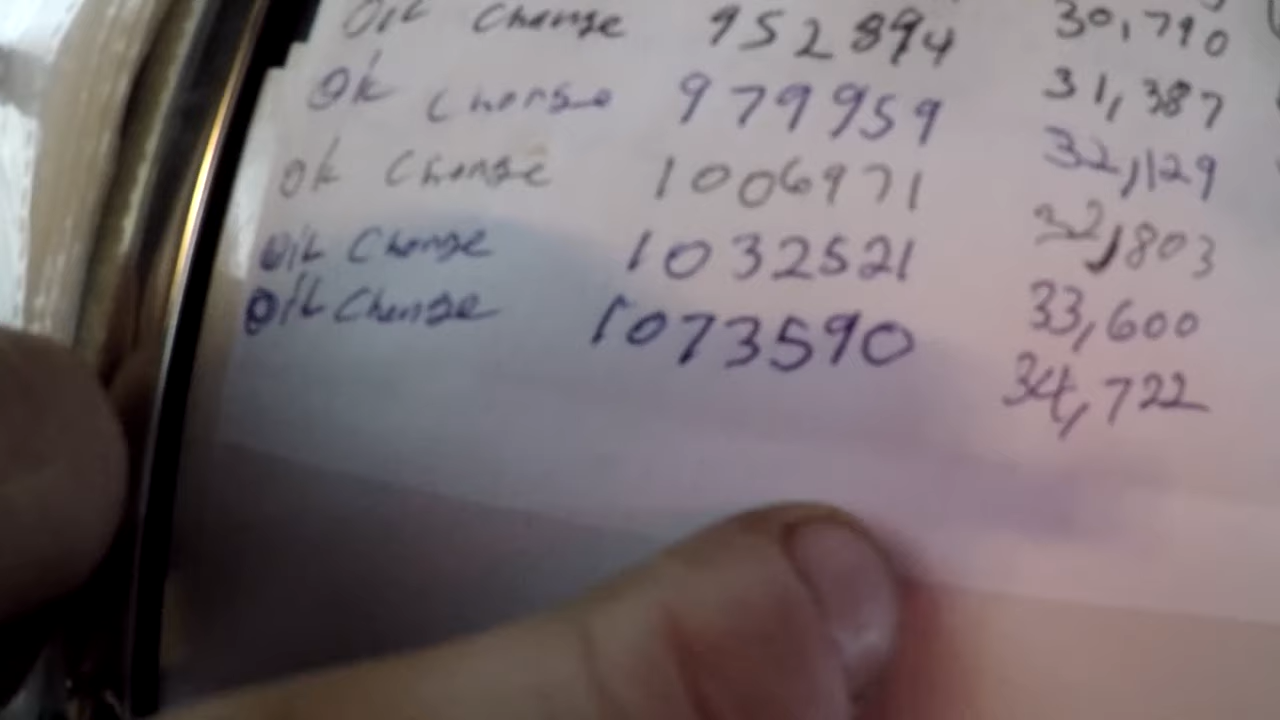 Oil Change 952894 30,790
Oil Change 979959 31,387
Oil Change 1006971 32,129
Oil Change 1032521 32,803
Oil Change 1073590 33,600
34,722